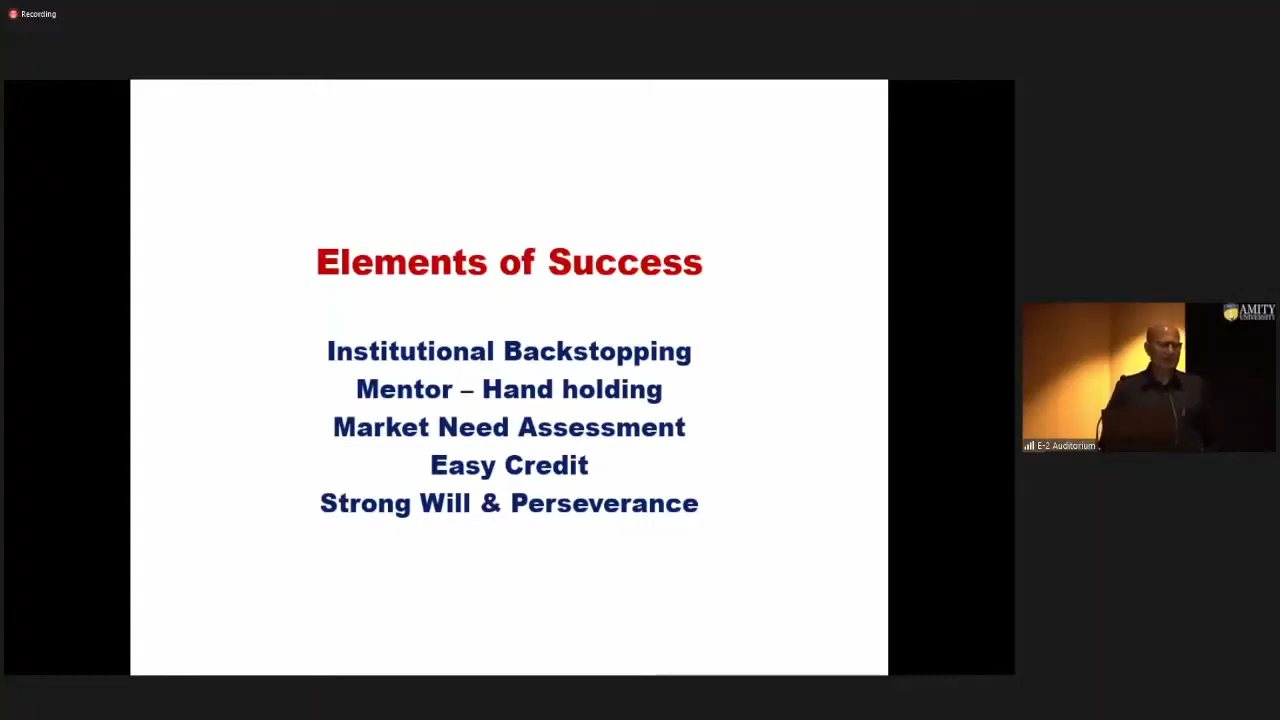 Recording
Elements of Success
Institutional Backstopping
Mentor – Hand holding
Market Need Assessment
Easy Credit
Strong Will & Perseverance
AMITY
UNIVERSITY
E-2 Auditorium